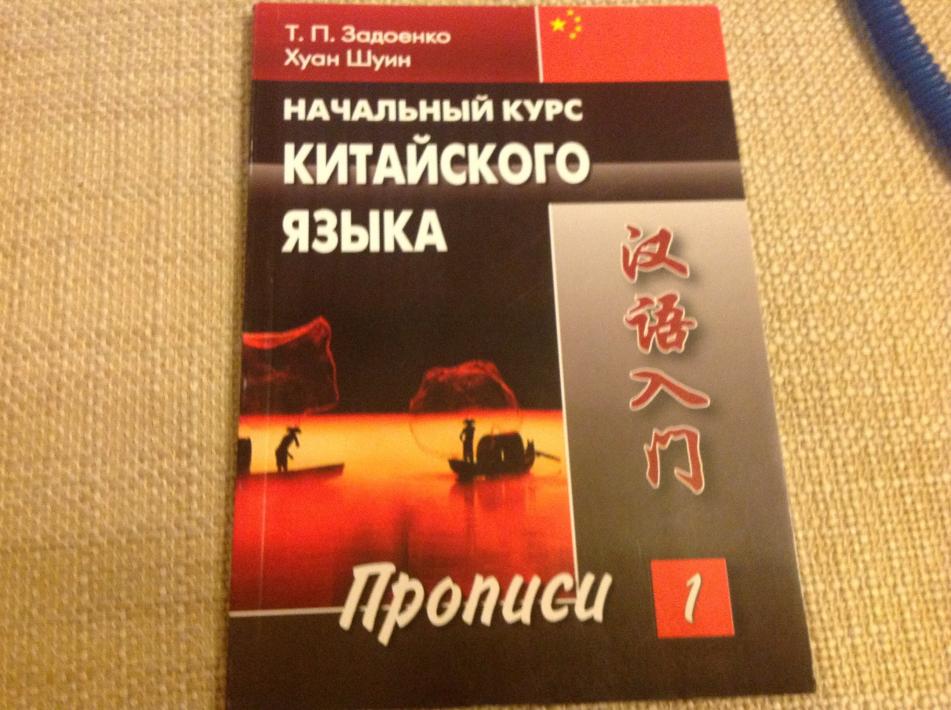 Т. П. Задоенко
Хуан Шуин
НАЧАЛЬНЫЙ КУРС
КИТАЙСКОГО
ЯЗЫКА
汉语入门
Прописи 1